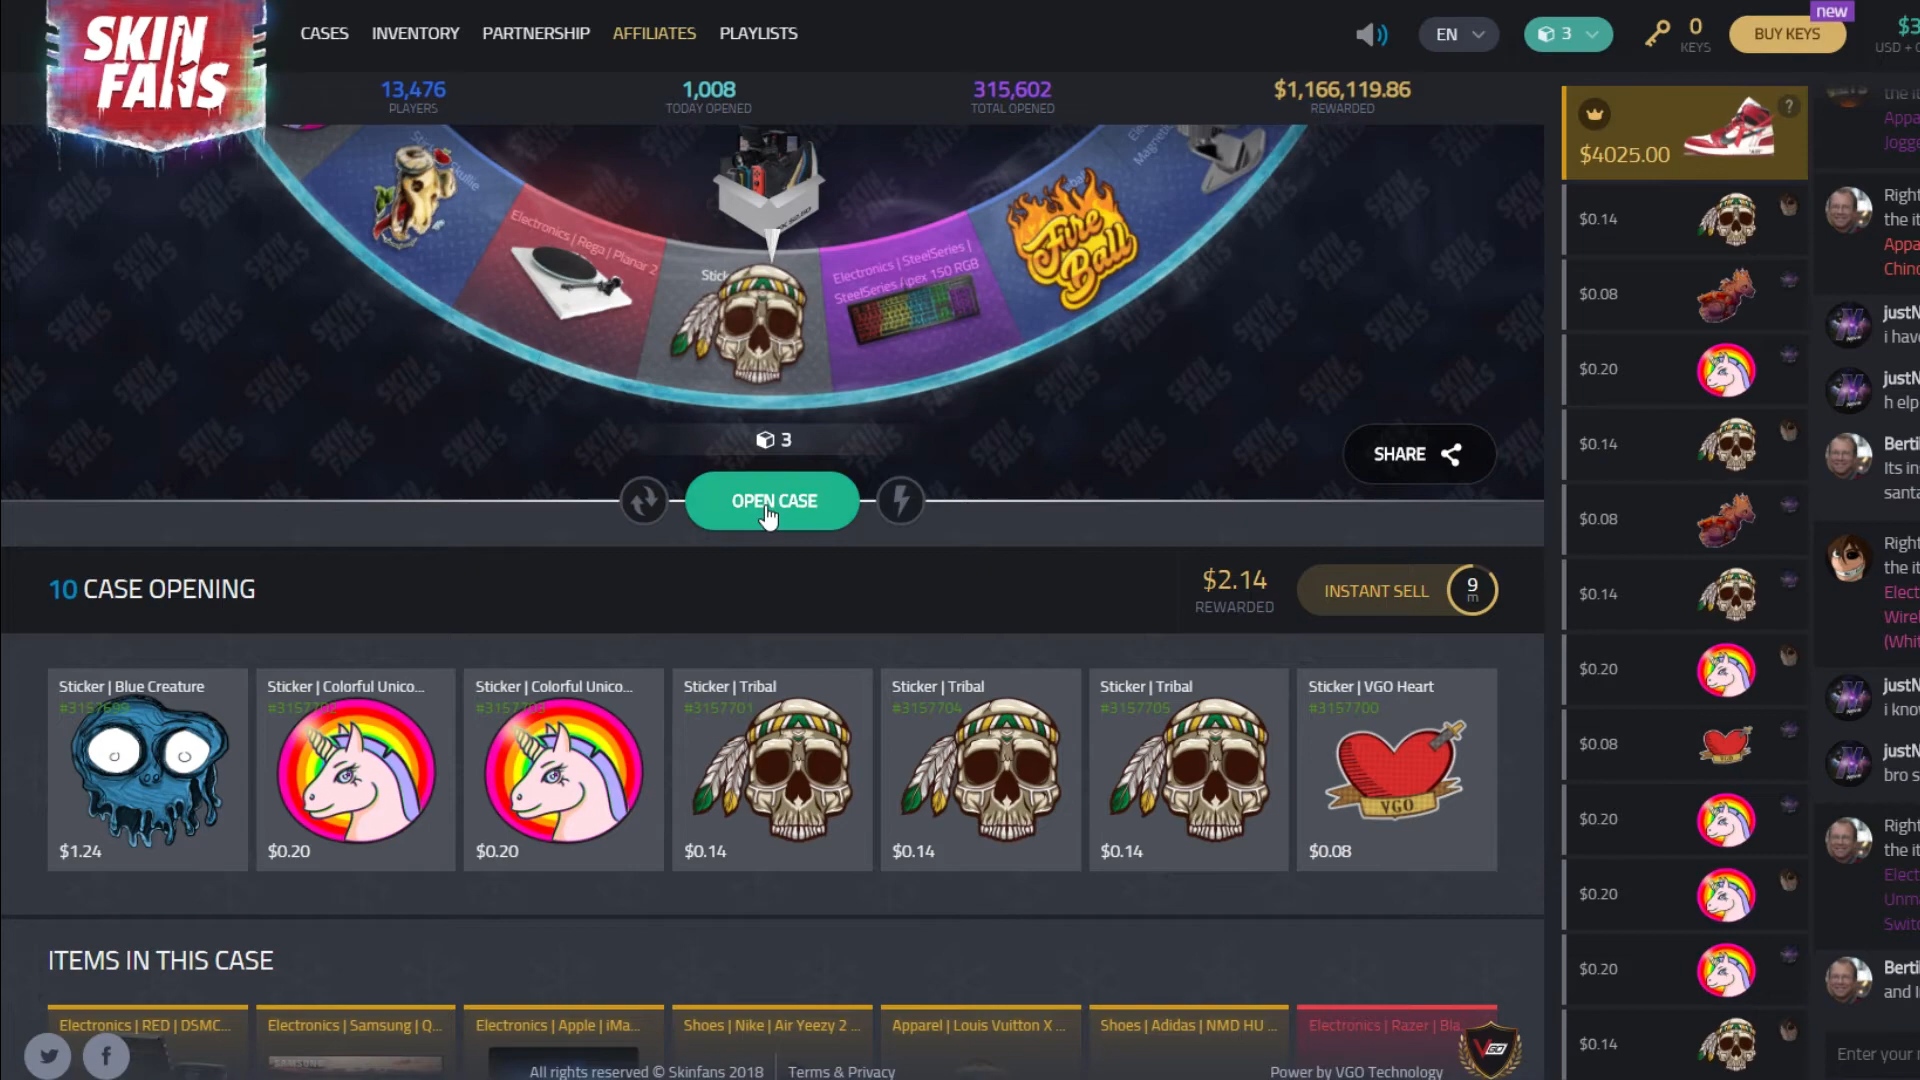 SKIN
FANS
CASES
INVENTORY
PARTNERSHIP
AFFILIATES
PLAYLISTS
EN
3
0
KEYS
BUY KEYS
new
USD +
13,476
PLAYERS
1,008
TODAY OPENED
315,602
TOTAL OPENED
$1,166,119.86
REWARDED
Electronics | Rega | Planar 2
Electronics | SteelSeries |
SteelSeries Apex 150 RGB
Fire
Ball
3
OPEN CASE
SHARE
10 CASE OPENING
$2.14
REWARDED
INSTANT SELL
9
m
Sticker | Blue Creature
#3157699
$1.24
Sticker | Colorful Unico...
#3157702
$0.20
Sticker | Colorful Unico...
#3157703
$0.20
Sticker | Tribal
#3157701
$0.14
Sticker | Tribal
#3157704
$0.14
Sticker | Tribal
#3157705
$0.14
Sticker | VGO Heart
#3157700
VGO
$0.08
ITEMS IN THIS CASE
Electronics | RED | DSMC...
Electronics | Samsung | Q...
SAMSUNG
Electronics | Apple | iMa...
Shoes | Nike | Air Yeezy 2 ...
Apparel | Louis Vuitton X ...
Shoes | Adidas | NMD HU ...
Electronics | Razer | Bla...
All rights reserved © Skinfans 2018
Terms & Privacy
Power by VGO Technology
VGO
$4025.00
?
$0.14
$0.08
$0.20
$0.14
$0.08
$0.14
$0.20
$0.08
$0.20
$0.20
$0.20
$0.14
Right
the it
Appa
Chino
justN
i have
justN
h elp
Berti
Its in
santa
Right
the it
Elect
Wirel
(Whit
justN
i know
justN
bro s
Right
the it
Elect
Unma
Switc
Berti
and I
Enter your